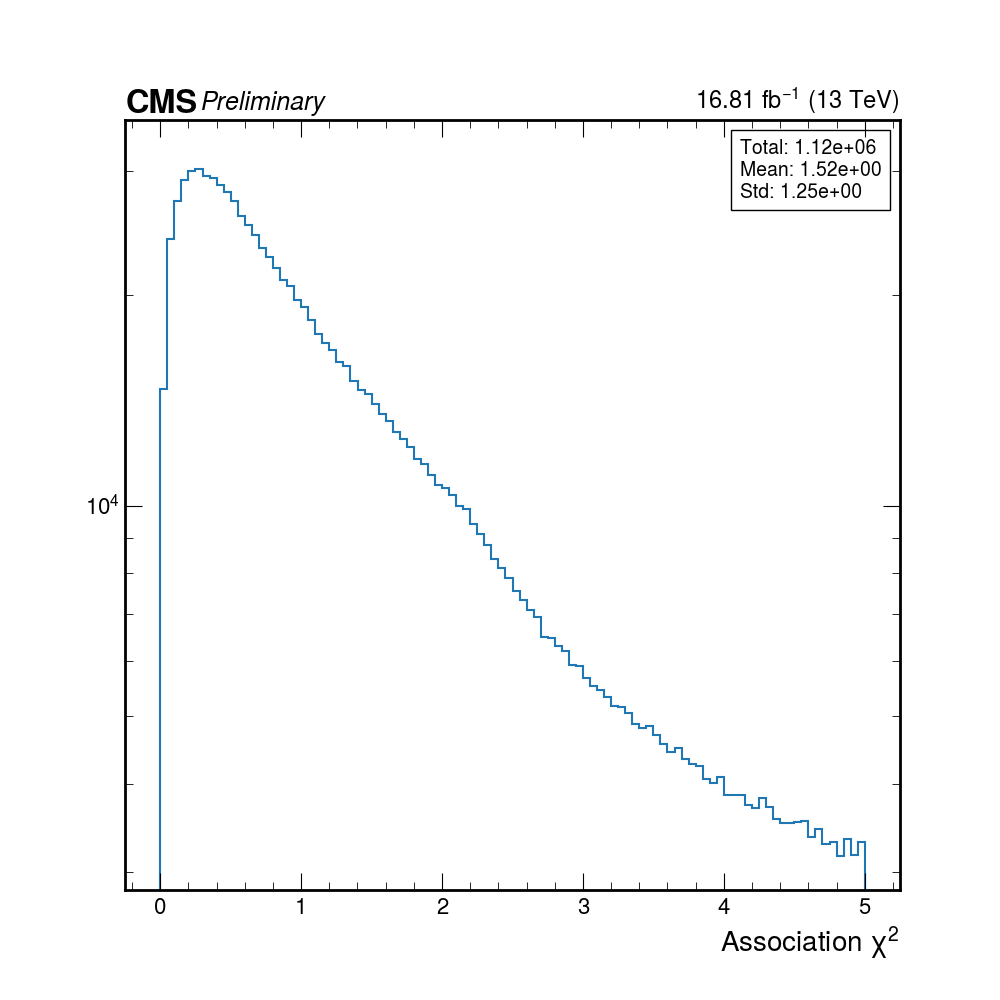 CMS Preliminary 16.81 fb⁻¹ (13 TeV)
Total: 1.12e+06
Mean: 1.52e+00
Std: 1.25e+00
10⁴
0 1 2 3 4 5
Association χ²